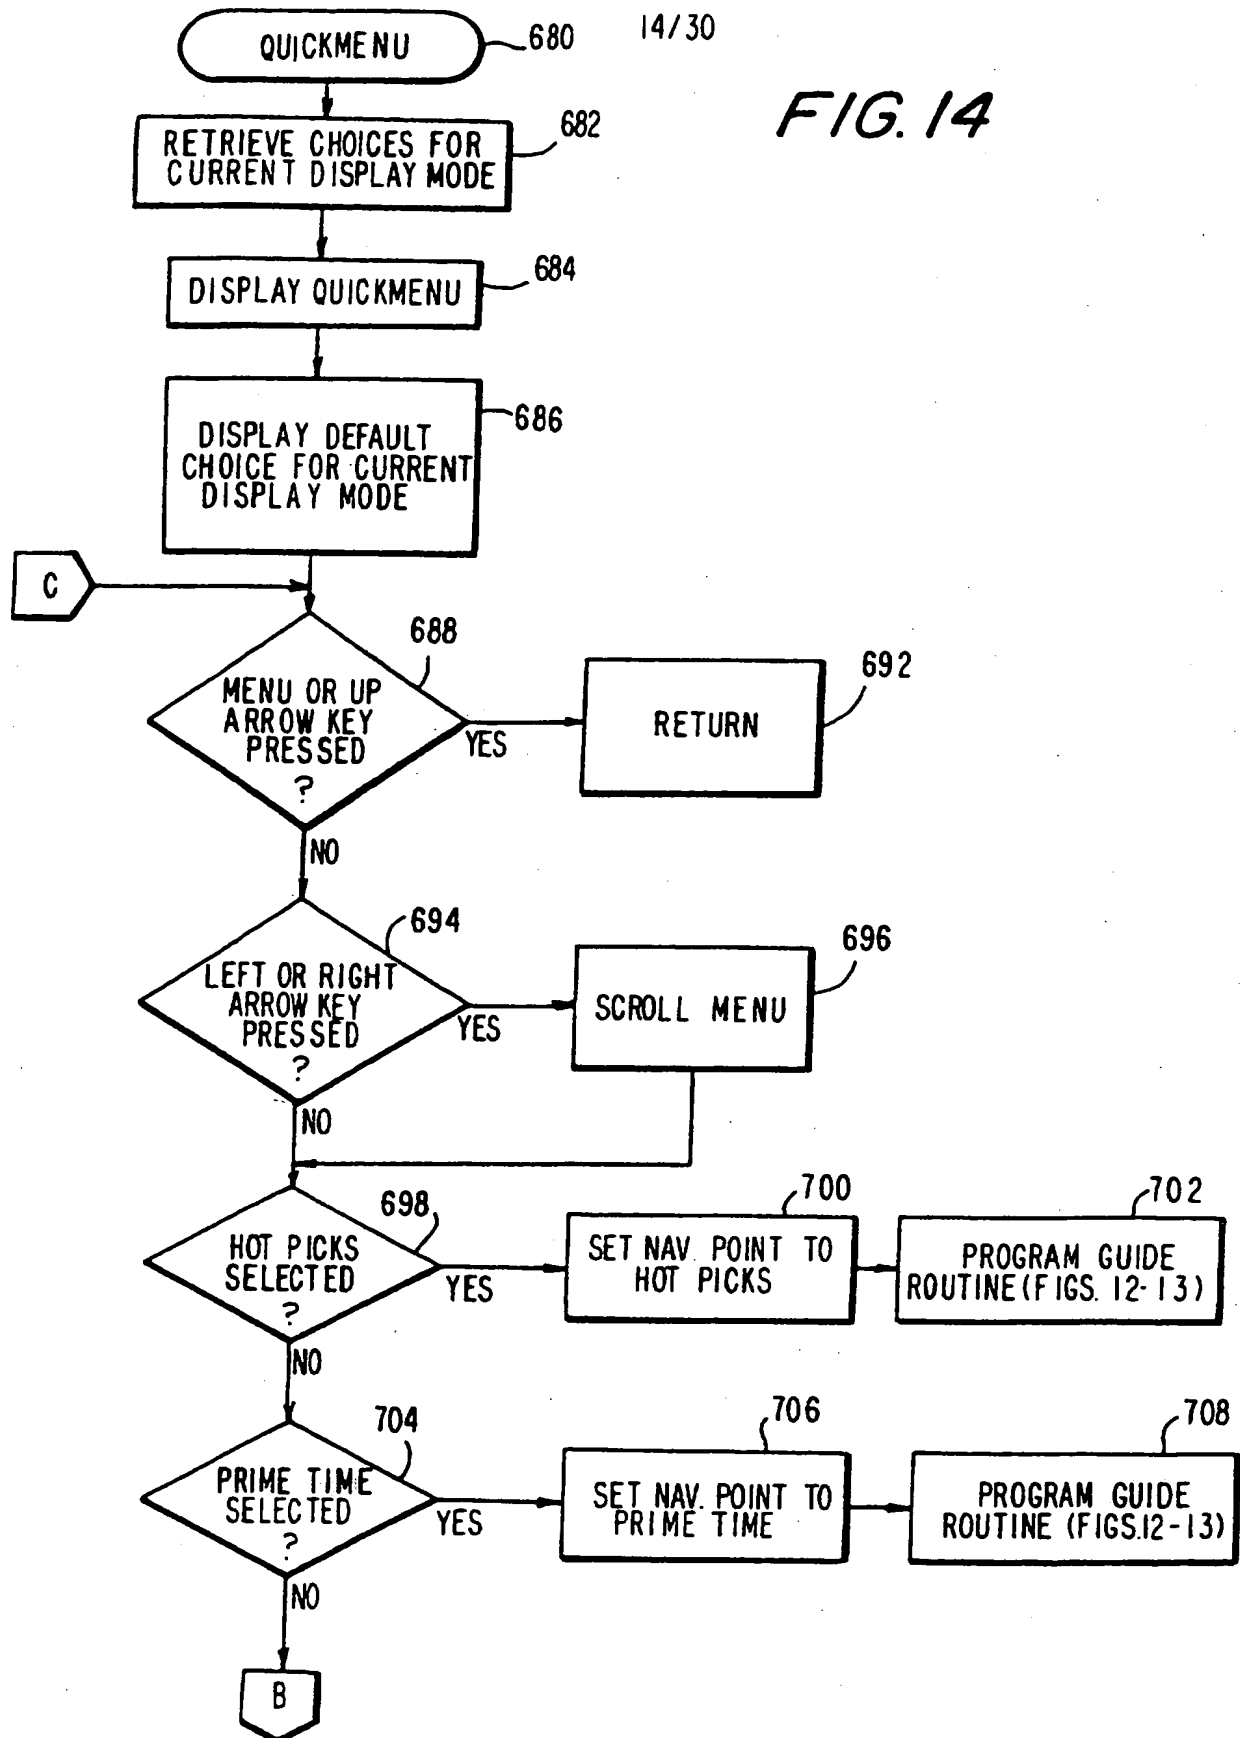 QUICKMENU
680
14/30
FIG. 14
RETRIEVE CHOICES FOR
CURRENT DISPLAY MODE
682
DISPLAY QUICKMENU
684
DISPLAY DEFAULT
CHOICE FOR CURRENT
DISPLAY MODE
686
C
MENU OR UP
ARROW KEY
PRESSED
?
688
YES
RETURN
692
NO
LEFT OR RIGHT
ARROW KEY
PRESSED
?
694
YES
SCROLL MENU
696
NO
HOT PICKS
SELECTED
?
698
YES
SET NAV. POINT TO
HOT PICKS
700
PROGRAM GUIDE
ROUTINE (FIGS. 12-13)
702
NO
PRIME TIME
SELECTED
?
704
YES
SET NAV. POINT TO
PRIME TIME
706
PROGRAM GUIDE
ROUTINE (FIGS.12-13)
708
NO
B